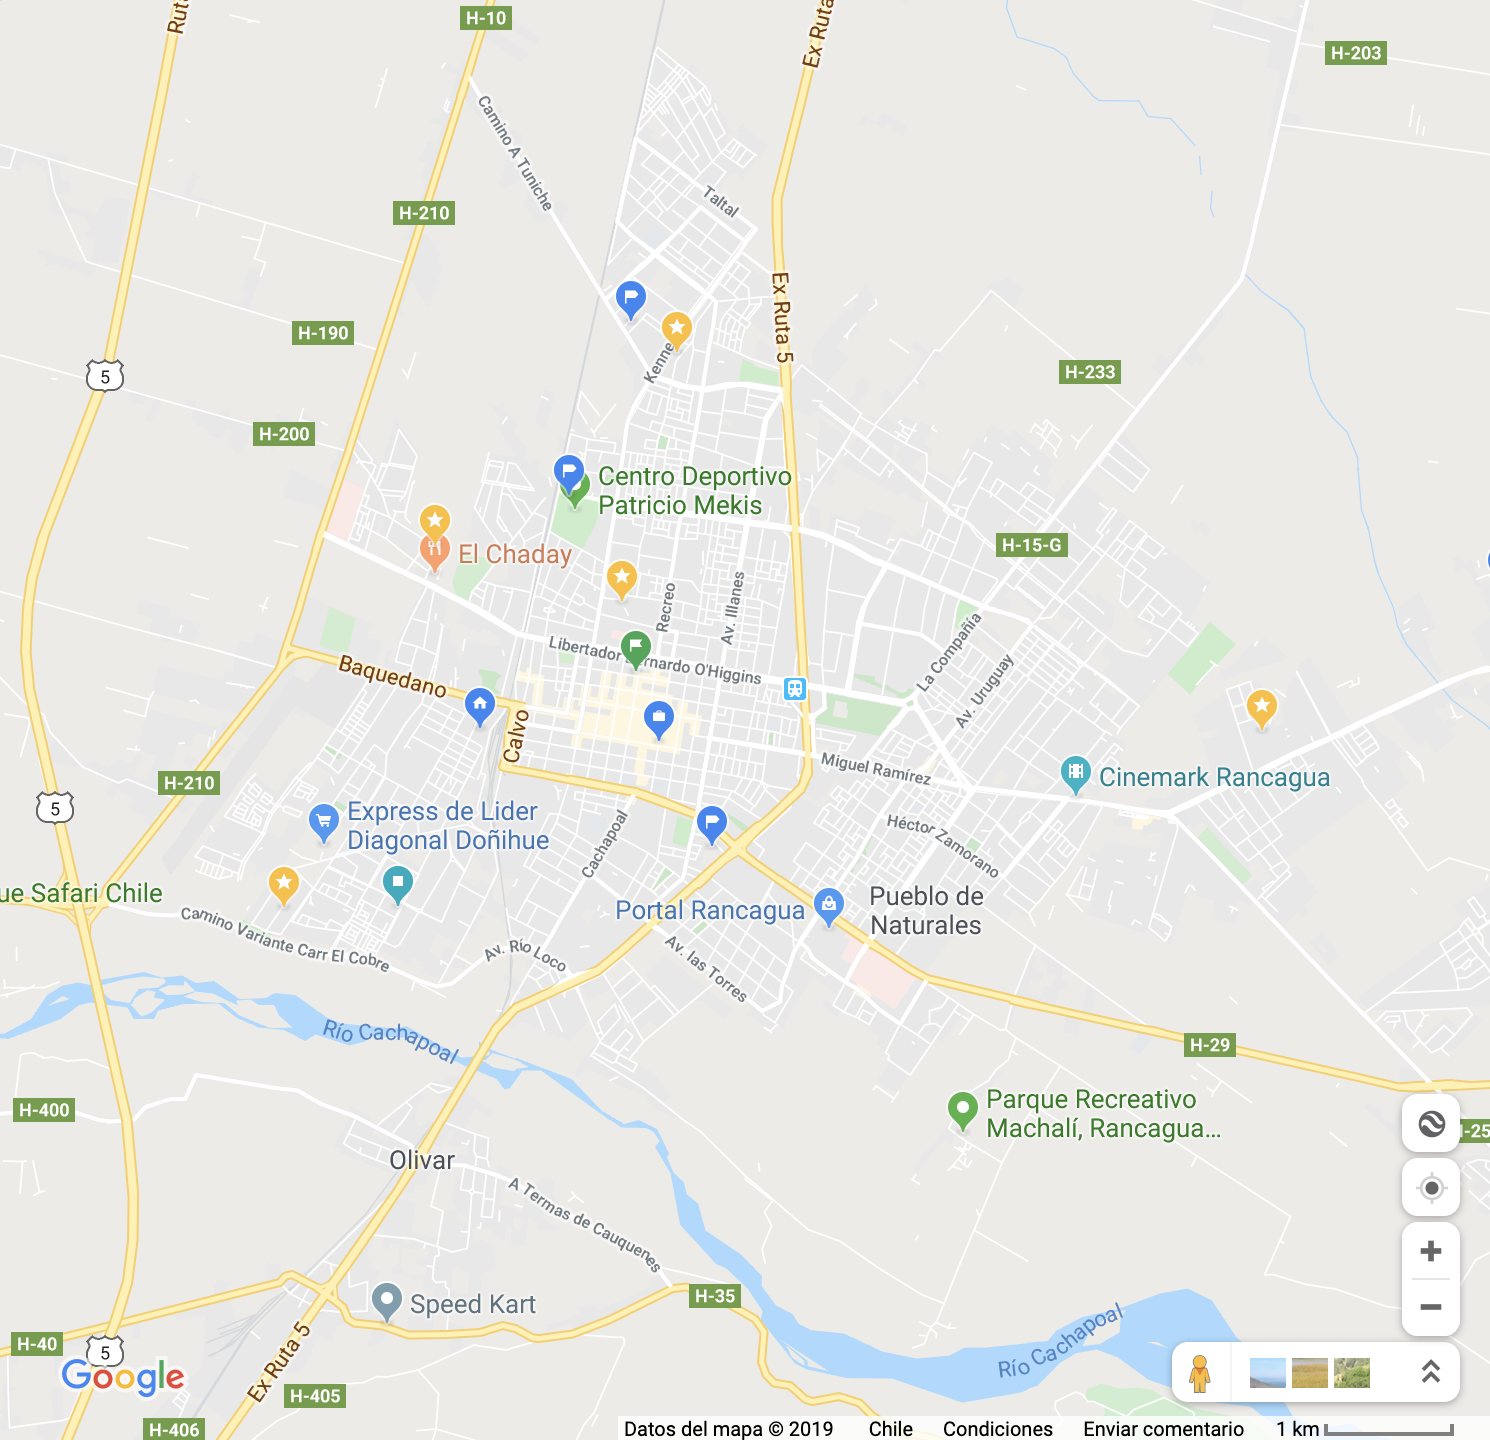 H-10
Ruta
Ex Ruta
H-203
Camino A Tuniche
H-210
Taltal
Ex Ruta 5
H-190
Kenne
5
H-233
H-200
Centro Deportivo
Patricio Mekis
H-15-G
El Chaday
Recreo
Av. Illanes
La Compañía
Libertador Bernardo O'Higgins
Baquedano
Av. Uruguay
Calvo
Miguel Ramírez
Cinemark Rancagua
H-210
5
Express de Lider
Diagonal Doñihue
Cachapoal
Héctor Zamorano
ue Safari Chile
Portal Rancagua
Pueblo de
Naturales
Camino Variante Carr El Cobre
Av. Río Loco
Av. las Torres
Río Cachapoal
H-29
H-400
Parque Recreativo
Machalí, Rancagua...
H-25
Olivar
A Termas de Cauquenes
H-35
Speed Kart
H-40
5
Río Cachapoal
Google
Ex Ruta 5
H-405
H-406
Datos del mapa © 2019 Chile Condiciones Enviar comentario 1 km